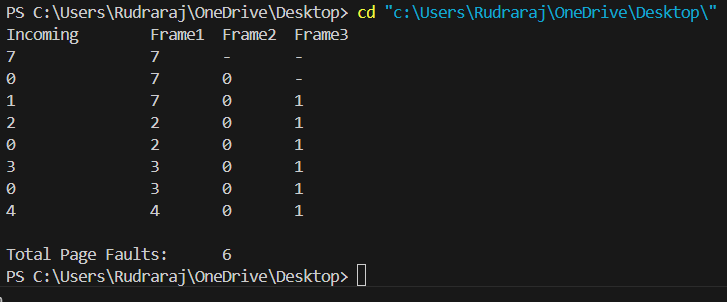 PS C:\Users\Rudraraj\OneDrive\Desktop> cd "c:\Users\Rudraraj\OneDrive\Desktop\"
Incoming Frame1 Frame2 Frame3
7 7 - -
0 7 0 -
1 7 0 1
2 2 0 1
0 2 0 1
3 3 0 1
0 3 0 1
4 4 0 1
Total Page Faults: 6
PS C:\Users\Rudraraj\OneDrive\Desktop>